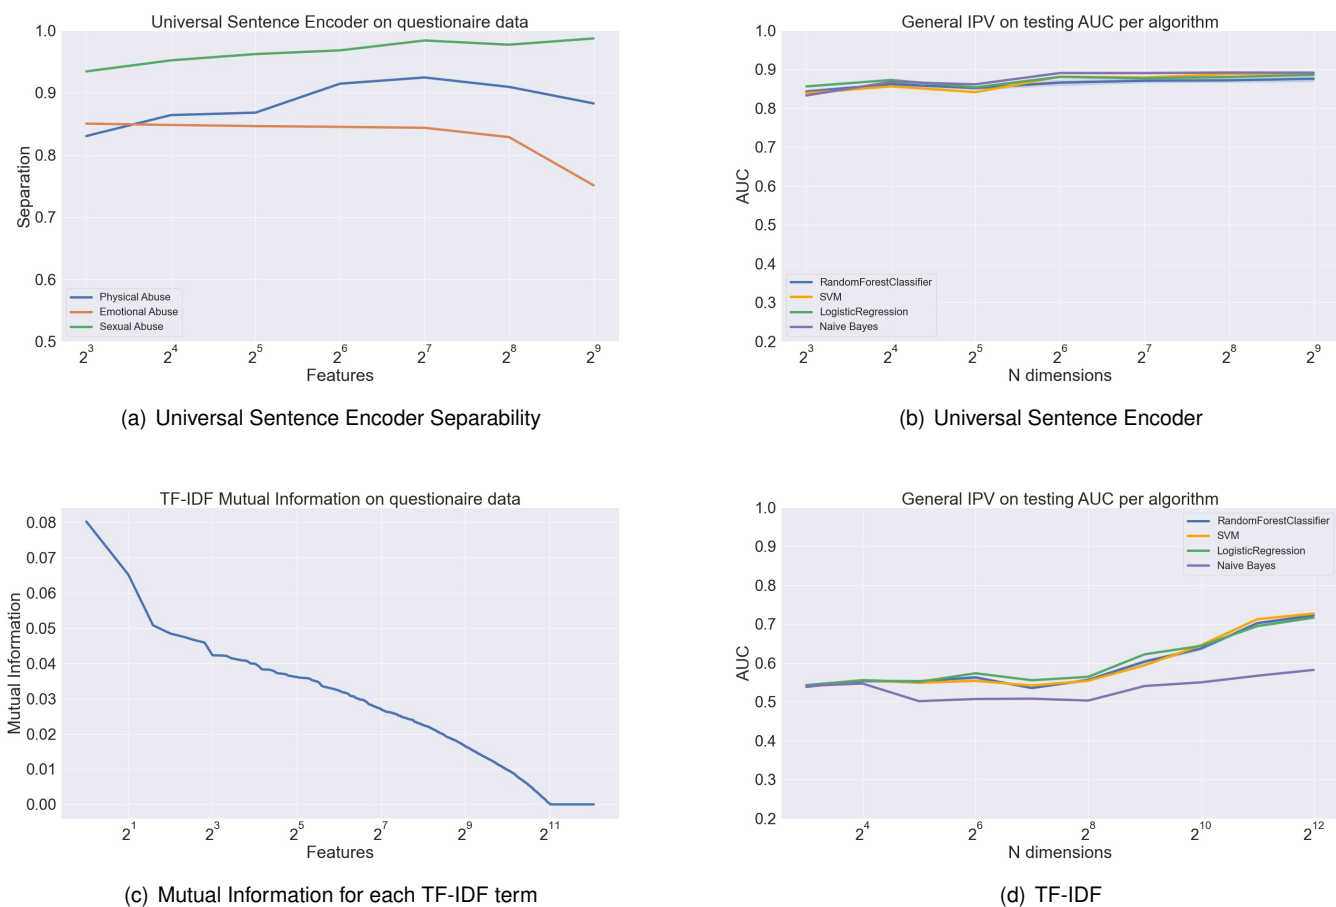 Universal Sentence Encoder on questionaire data
1.0
0.9
0.8
0.7
0.6
0.5
Separation
Physical Abuse
Emotional Abuse
Sexual Abuse
2^3 2^4 2^5 2^6 2^7 2^8 2^9
Features
(a) Universal Sentence Encoder Separability
General IPV on testing AUC per algorithm
1.0
0.9
0.8
0.7
0.6
0.5
0.4
0.3
0.2
AUC
RandomForestClassifier
SVM
LogisticRegression
Naive Bayes
2^3 2^4 2^5 2^6 2^7 2^8 2^9
N dimensions
(b) Universal Sentence Encoder
TF-IDF Mutual Information on questionaire data
0.08
0.07
0.06
0.05
0.04
0.03
0.02
0.01
0.00
Mutual Information
2^1 2^3 2^5 2^7 2^9 2^11
Features
(c) Mutual Information for each TF-IDF term
General IPV on testing AUC per algorithm
1.0
0.9
0.8
0.7
0.6
0.5
0.4
0.3
0.2
AUC
RandomForestClassifier
SVM
LogisticRegression
Naive Bayes
2^4 2^6 2^8 2^10 2^12
N dimensions
(d) TF-IDF